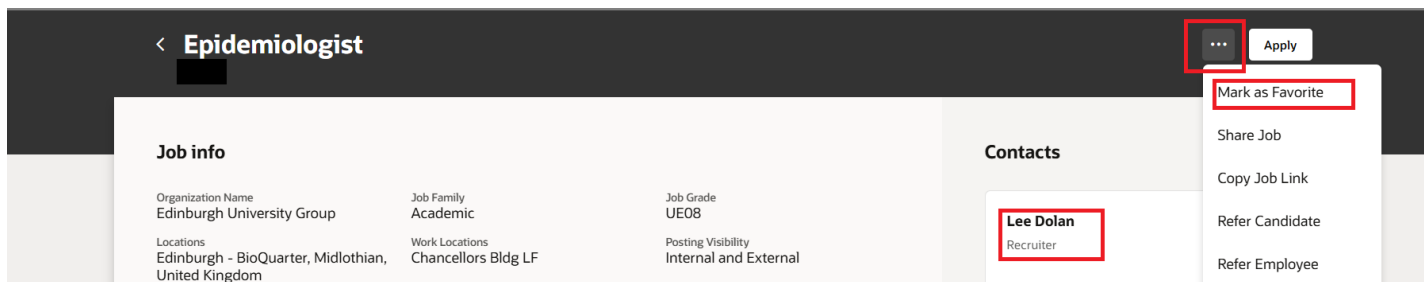 Epidemiologist
... Apply
Mark as Favorite
Share Job
Copy Job Link
Refer Candidate
Refer Employee
Job info
Organization Name
Edinburgh University Group
Job Family
Academic
Job Grade
UE08
Locations
Edinburgh - BioQuarter, Midlothian,
United Kingdom
Work Locations
Chancellors Bldg LF
Posting Visibility
Internal and External
Contacts
Lee Dolan
Recruiter